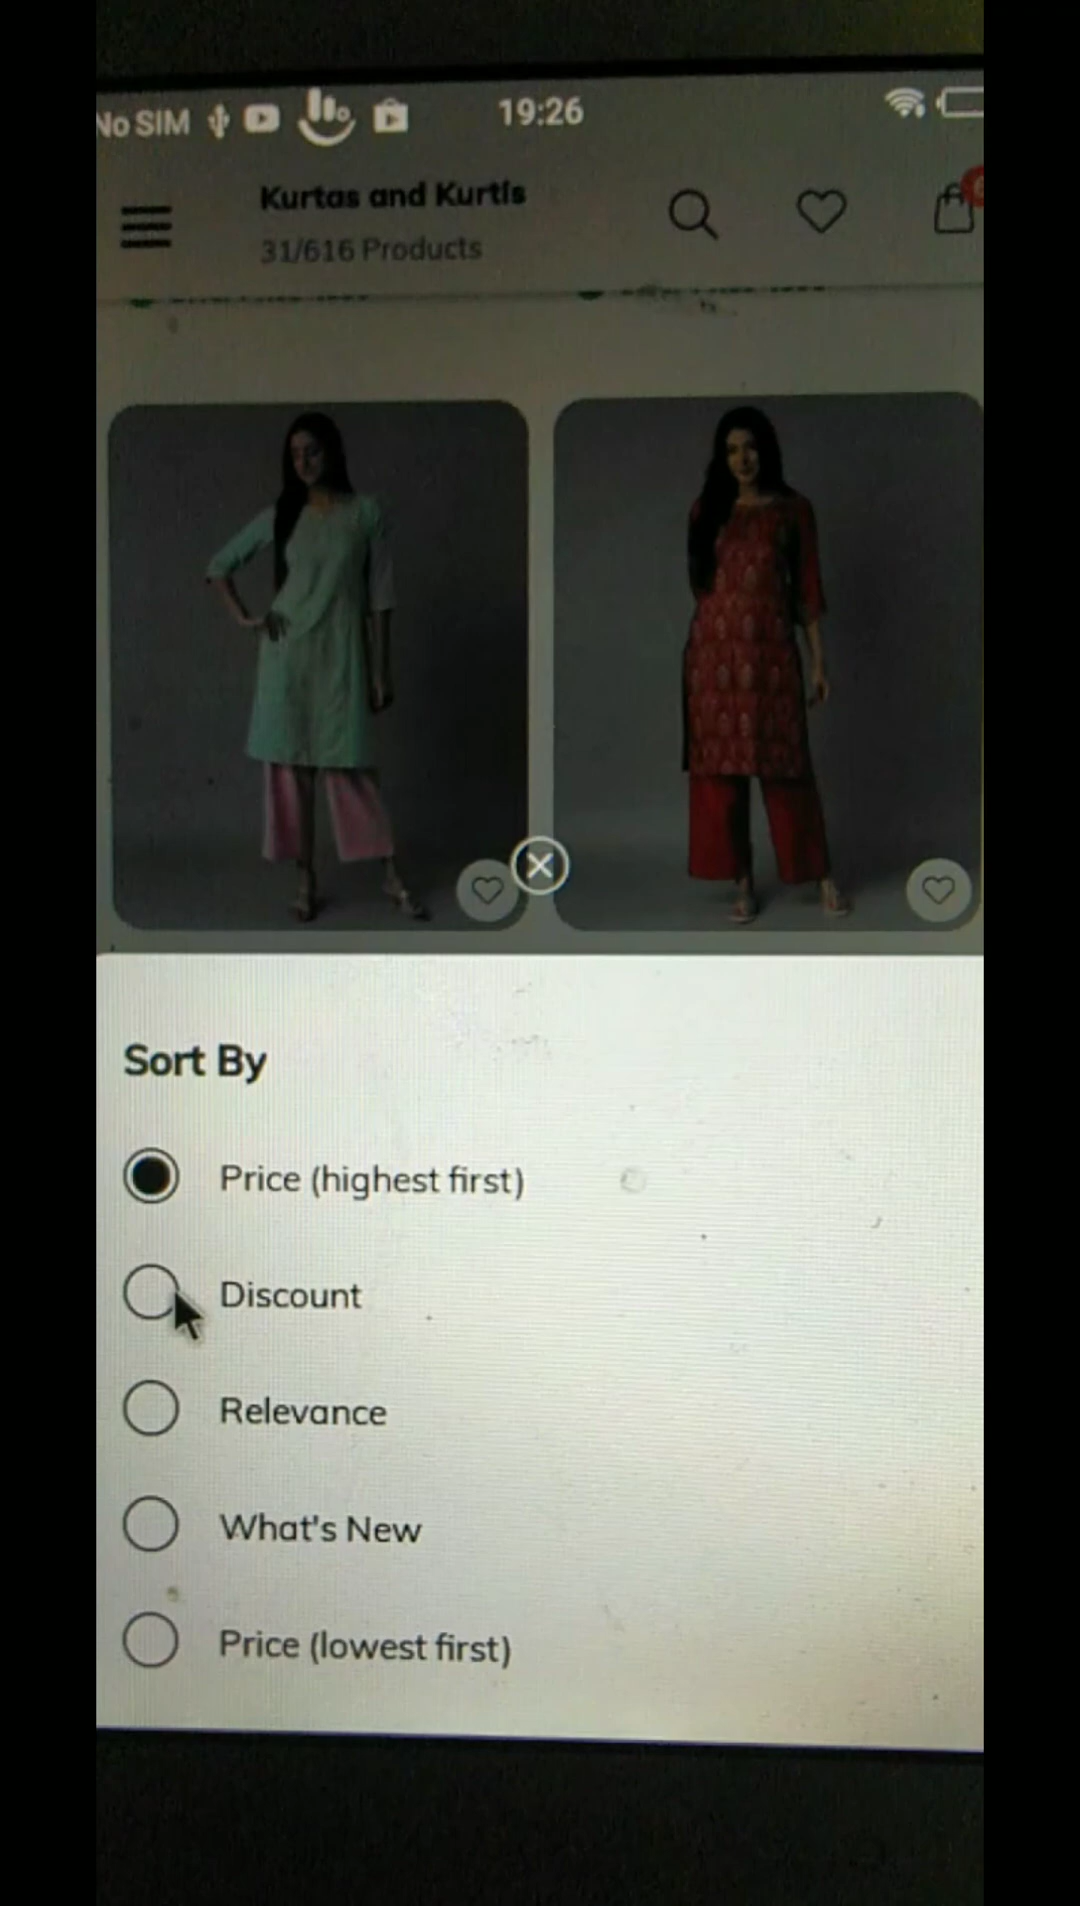 No SIM 19:26
Kurtas and Kurtis
31/616 Products
Sort By
Price (highest first)
Discount
Relevance
What's New
Price (lowest first)